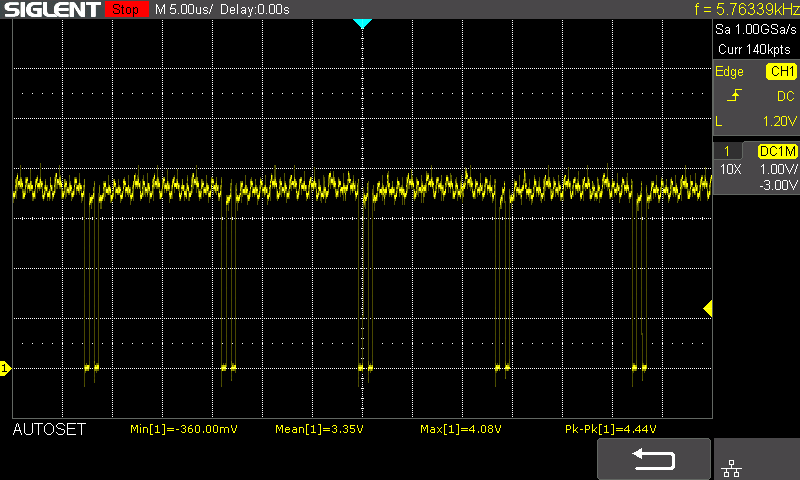 SIGLENT Stop M 5.00us/ Delay:0.00s f = 5.76339kHz
Sa 1.00GSa/s
Curr 140kpts
Edge CH1
DC
L 1.20V
1 DC1M
10X 1.00V/
-3.00V
1
AUTOSET Min[1]=-360.00mV Mean[1]=3.35V Max[1]=4.08V Pk-Pk[1]=4.44V